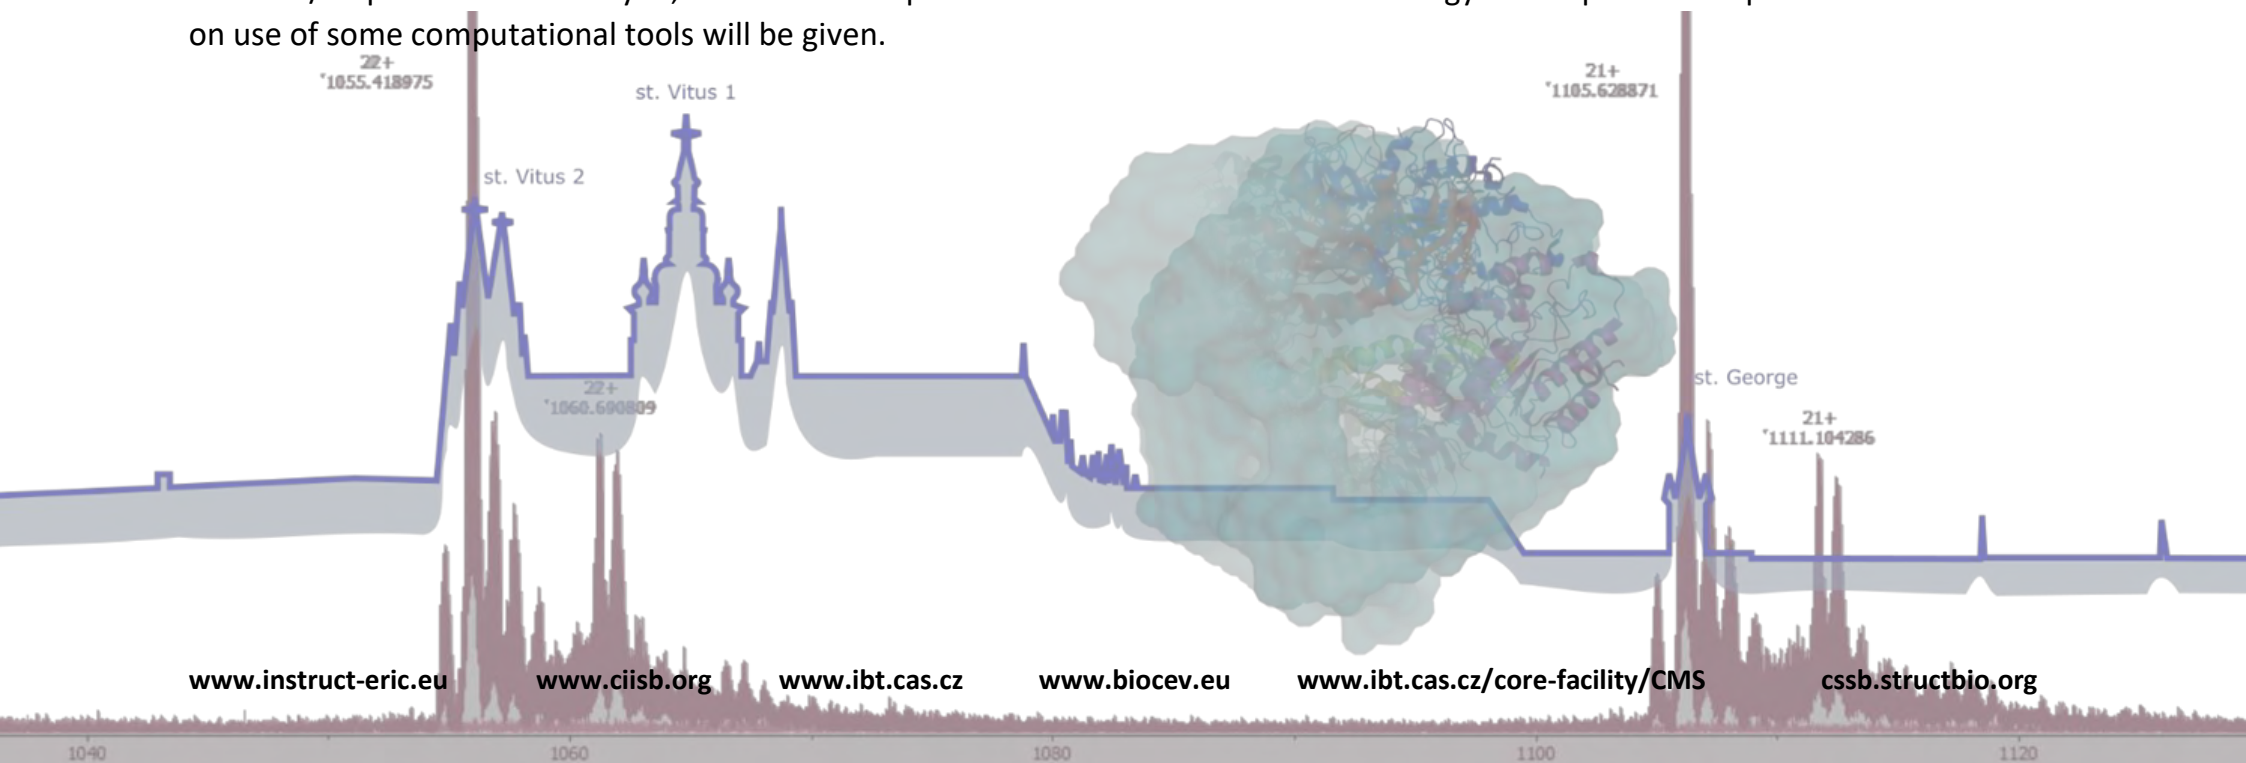 on use of some computational tools will be given.
22+
1055.418975
st. Vitus 1
21+
1105.628871
st. Vitus 2
st. George
22+
1060.690809
21+
1111.104286
www.instruct-eric.eu www.ciisb.org www.ibt.cas.cz www.biocev.eu www.ibt.cas.cz/core-facility/CMS cssb.structbio.org
1040 1060 1080 1100 1120